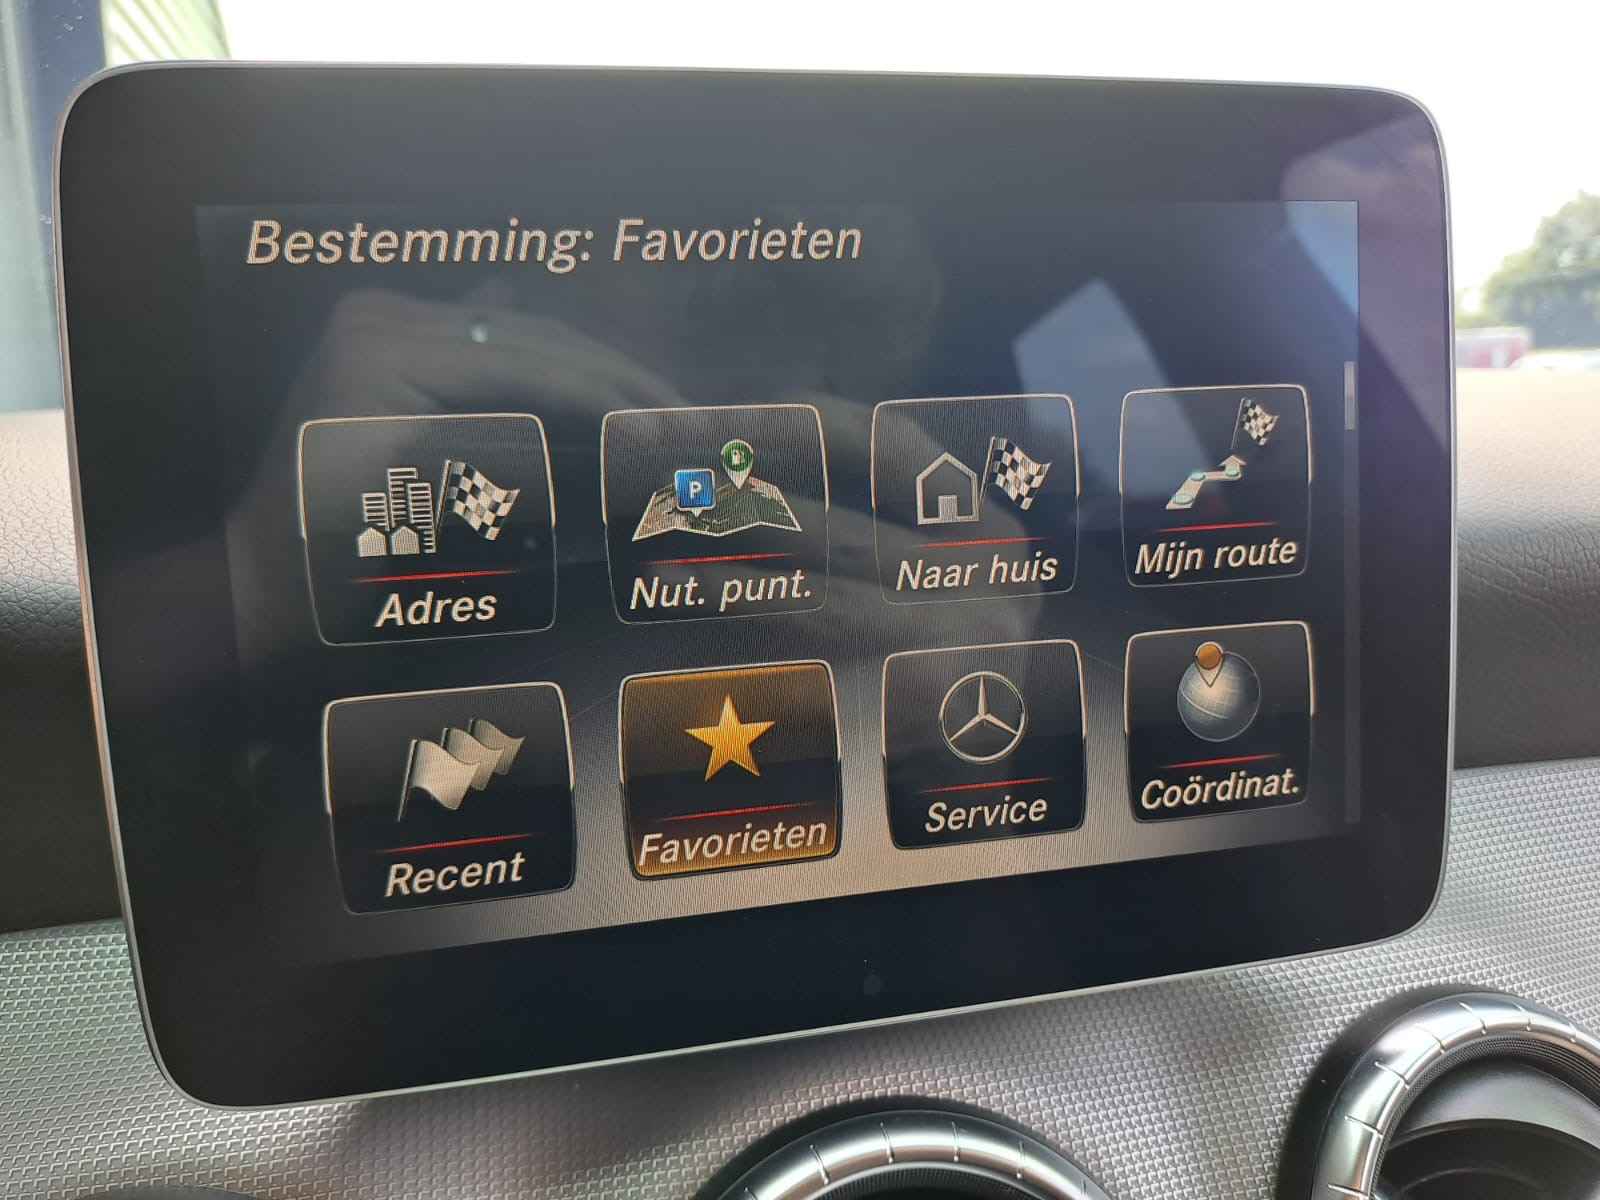 Bestemming: Favorieten
P
Adres
Nut. punt.
Naar huis
Mijn route
Recent
Favorieten
Service
Coördinat.